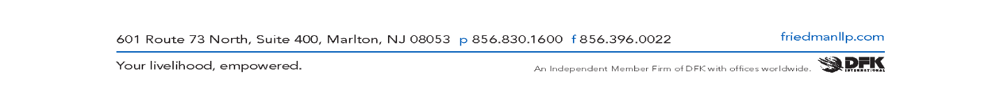 601 Route 73 North, Suite 400, Marlton, NJ 08053 p 856.830.1600 f 856.396.0022
friedmanllp.com
Your livelihood, empowered.
An Independent Member Firm of DFK with offices worldwide.
DFK
INTERNATIONAL